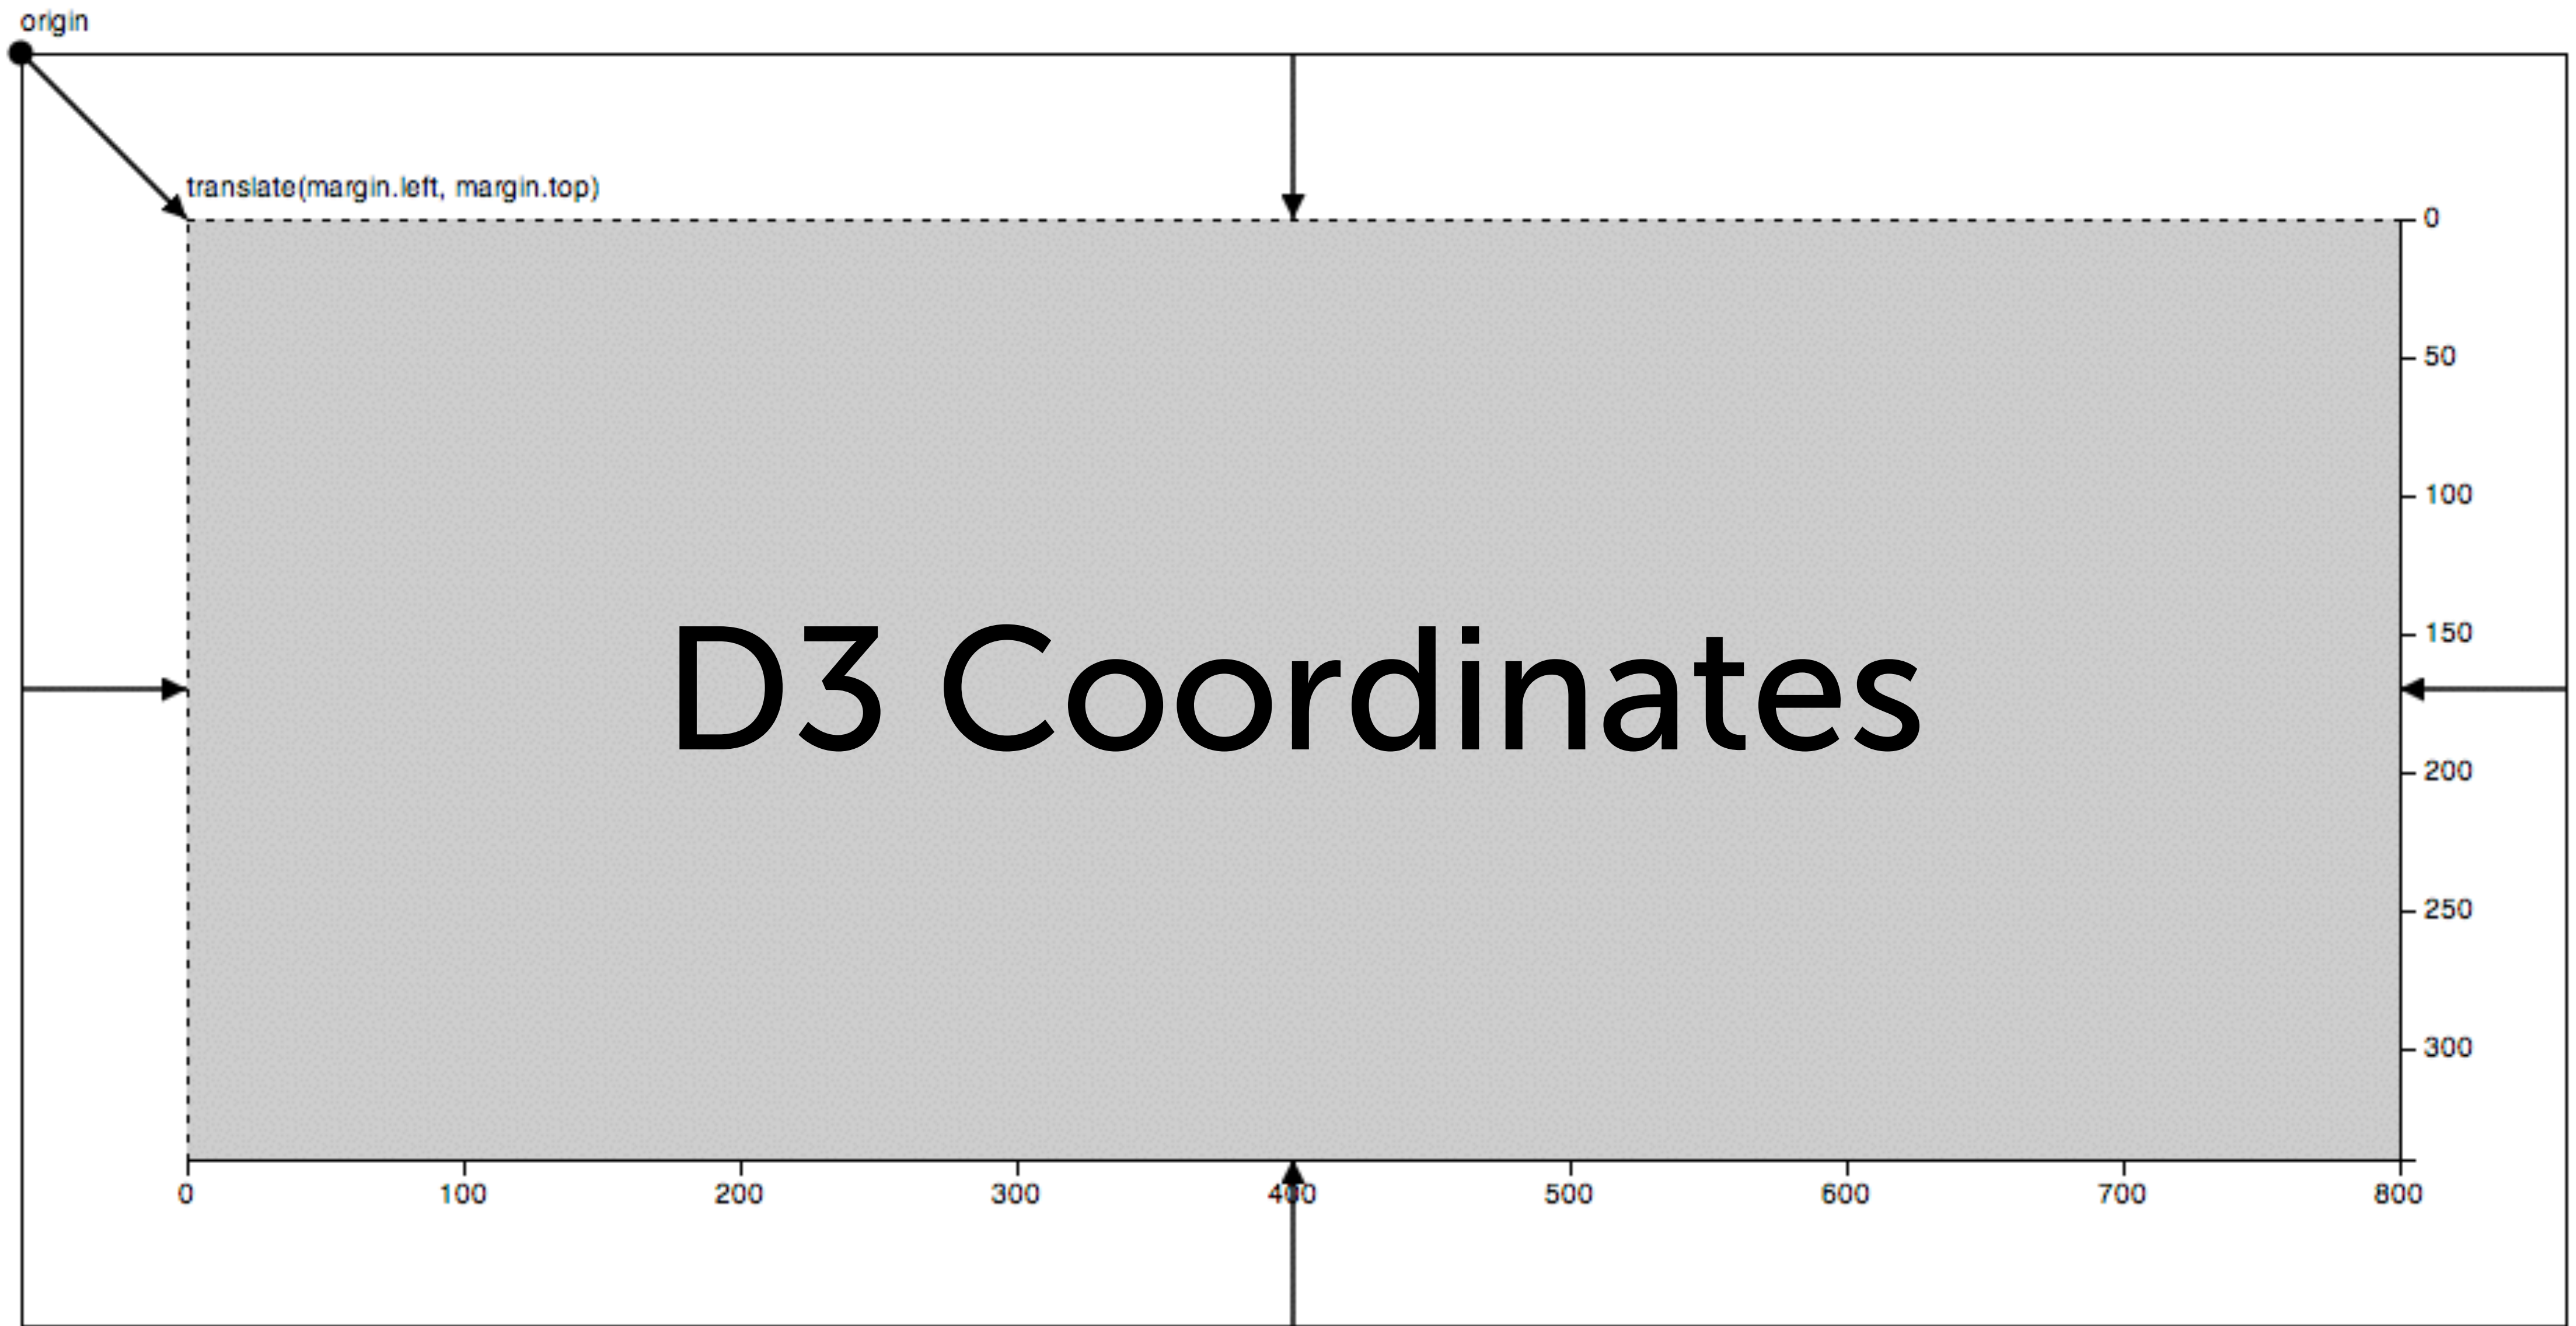 origin
translate(margin.left, margin.top)
0
50
100
D3 Coordinates
150
200
250
300
0 100 200 300 400 500 600 700 800